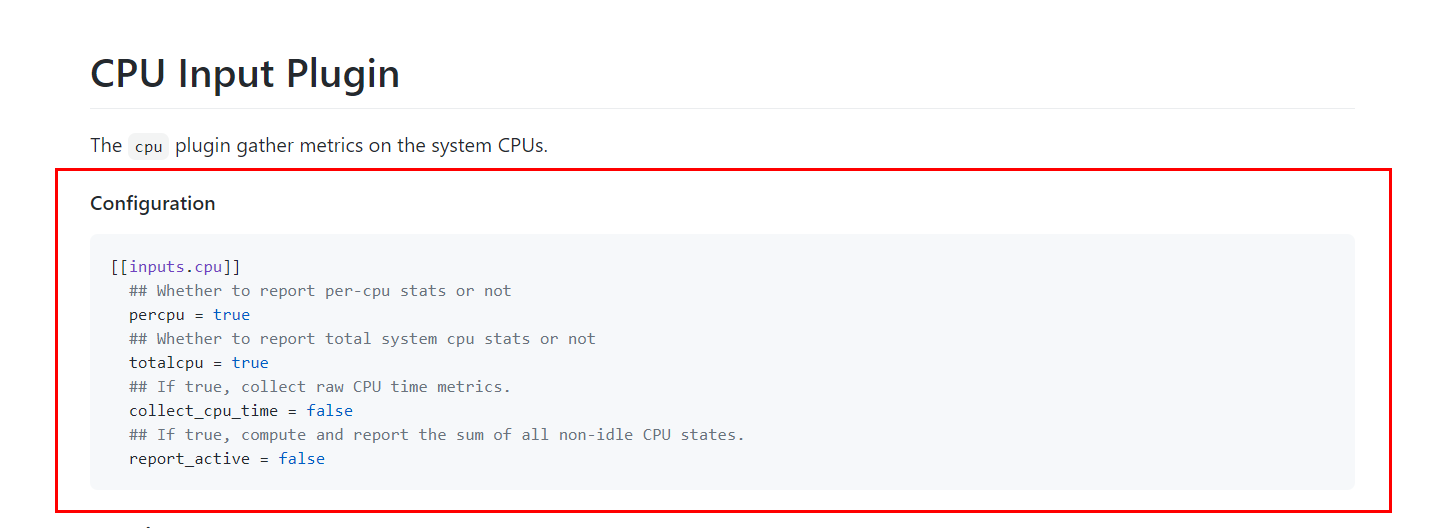 CPU Input Plugin
The cpu plugin gather metrics on the system CPUs.
Configuration
[[inputs.cpu]]
  ## Whether to report per-cpu stats or not
  percpu = true
  ## Whether to report total system cpu stats or not
  totalcpu = true
  ## If true, collect raw CPU time metrics.
  collect_cpu_time = false
  ## If true, compute and report the sum of all non-idle CPU states.
  report_active = false